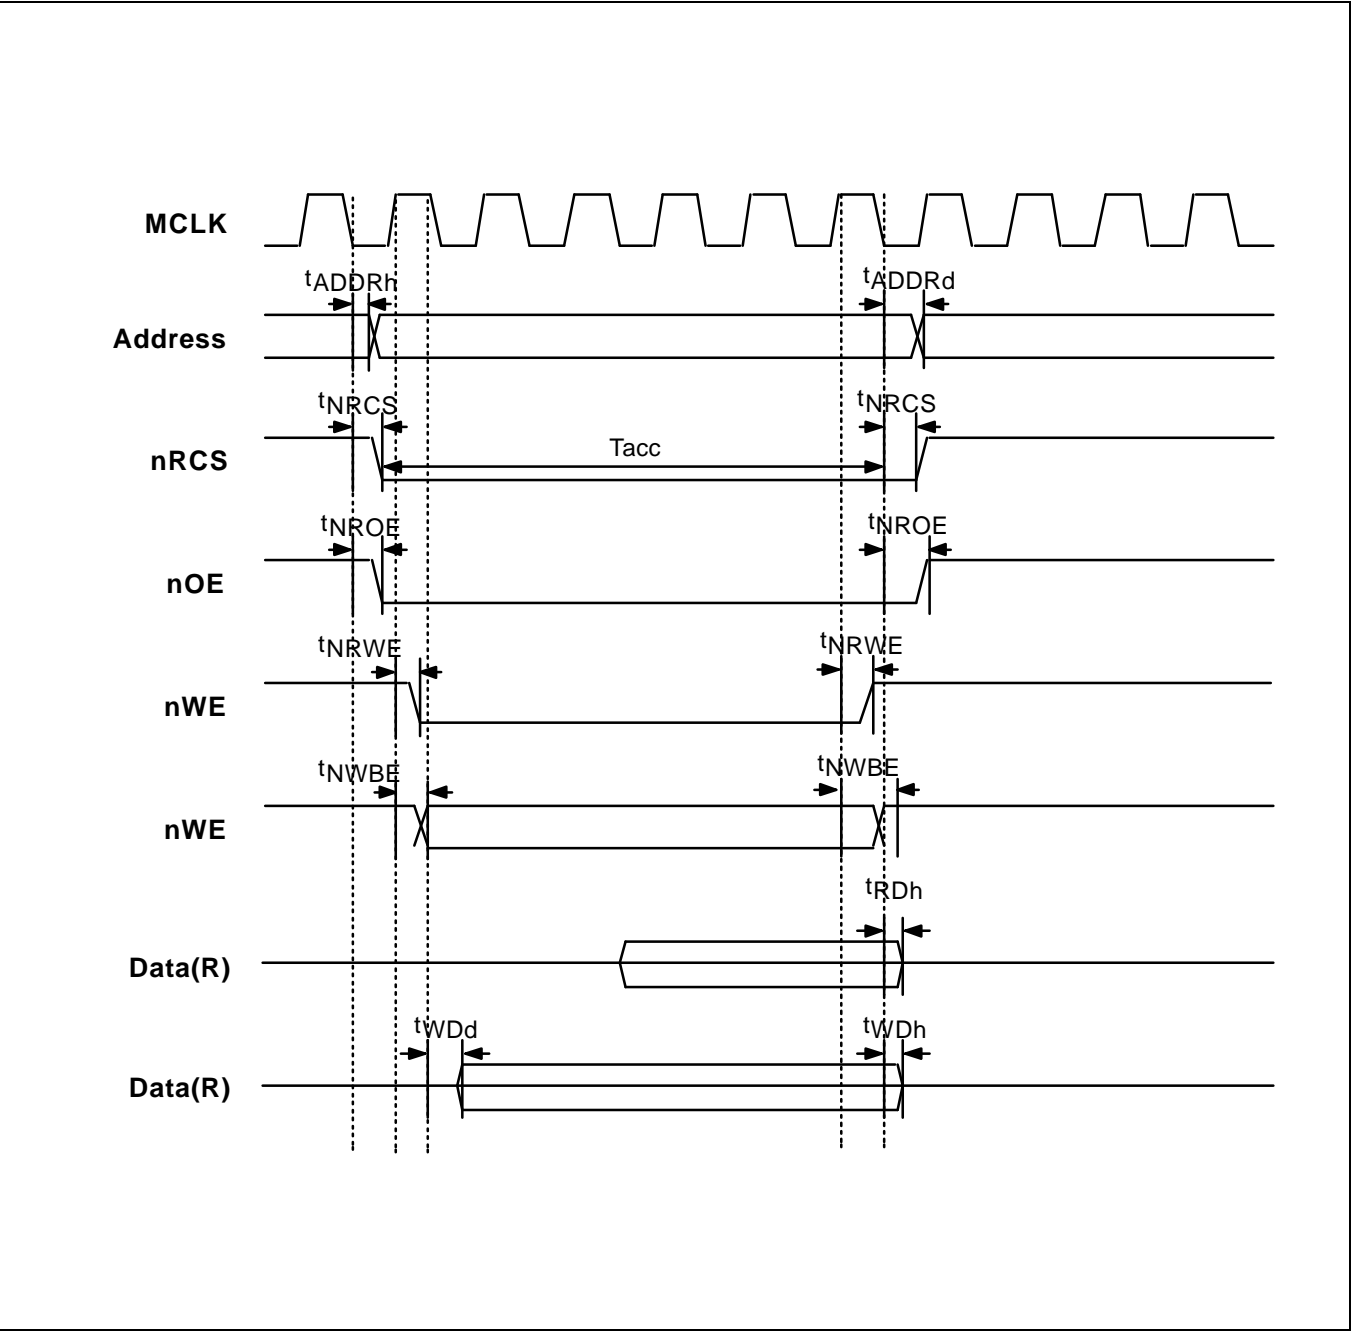 MCLK
tADDRh tADDRd
Address
tNRCS tNRCS
nRCS Tacc
tNROE tNROE
nOE
tNRWE tNRWE
nWE
tNWBE tNWBE
nWE
tRDh
Data(R)
tWDd tWDh
Data(R)